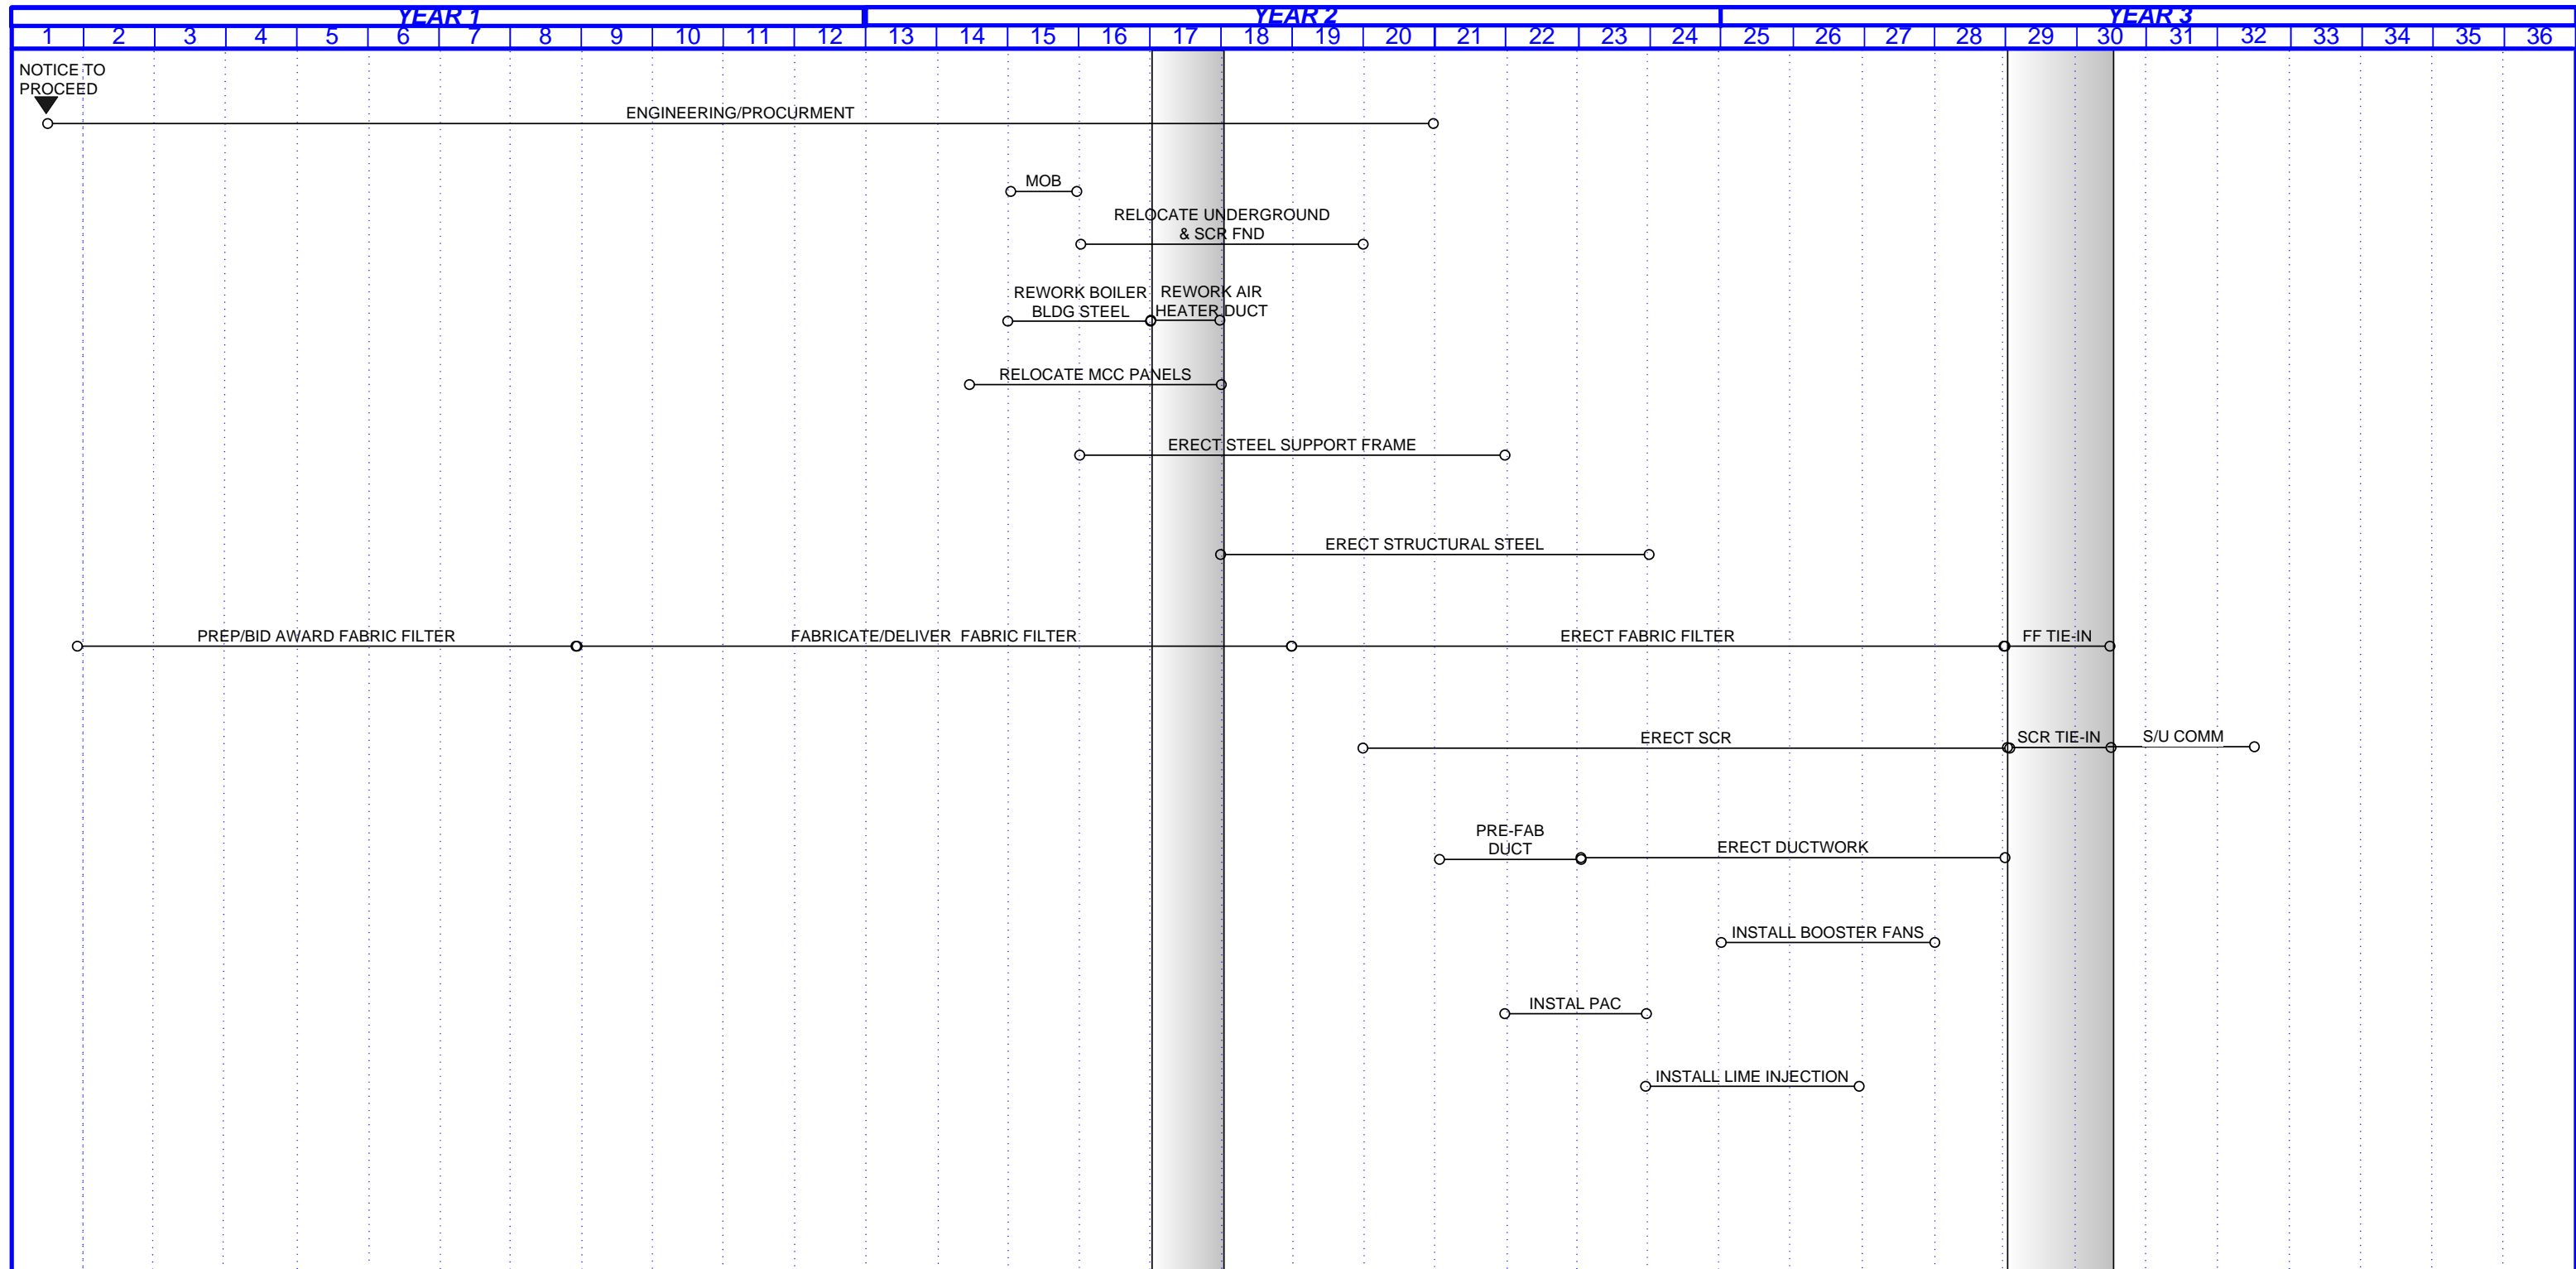 YEAR 1 YEAR 2 YEAR 3
1 2 3 4 5 6 7 8 9 10 11 12 13 14 15 16 17 18 19 20 21 22 23 24 25 26 27 28 29 30 31 32 33 34 35 36
NOTICE TO
PROCEED
ENGINEERING/PROCURMENT
MOB
RELOCATE UNDERGROUND
& SCR FND
REWORK BOILER
BLDG STEEL
REWORK AIR
HEATER DUCT
RELOCATE MCC PANELS
ERECT STEEL SUPPORT FRAME
ERECT STRUCTURAL STEEL
PREP/BID AWARD FABRIC FILTER
FABRICATE/DELIVER FABRIC FILTER
ERECT FABRIC FILTER
FF TIE-IN
ERECT SCR
SCR TIE-IN
S/U COMM
PRE-FAB
DUCT
ERECT DUCTWORK
INSTALL BOOSTER FANS
INSTAL PAC
INSTALL LIME INJECTION